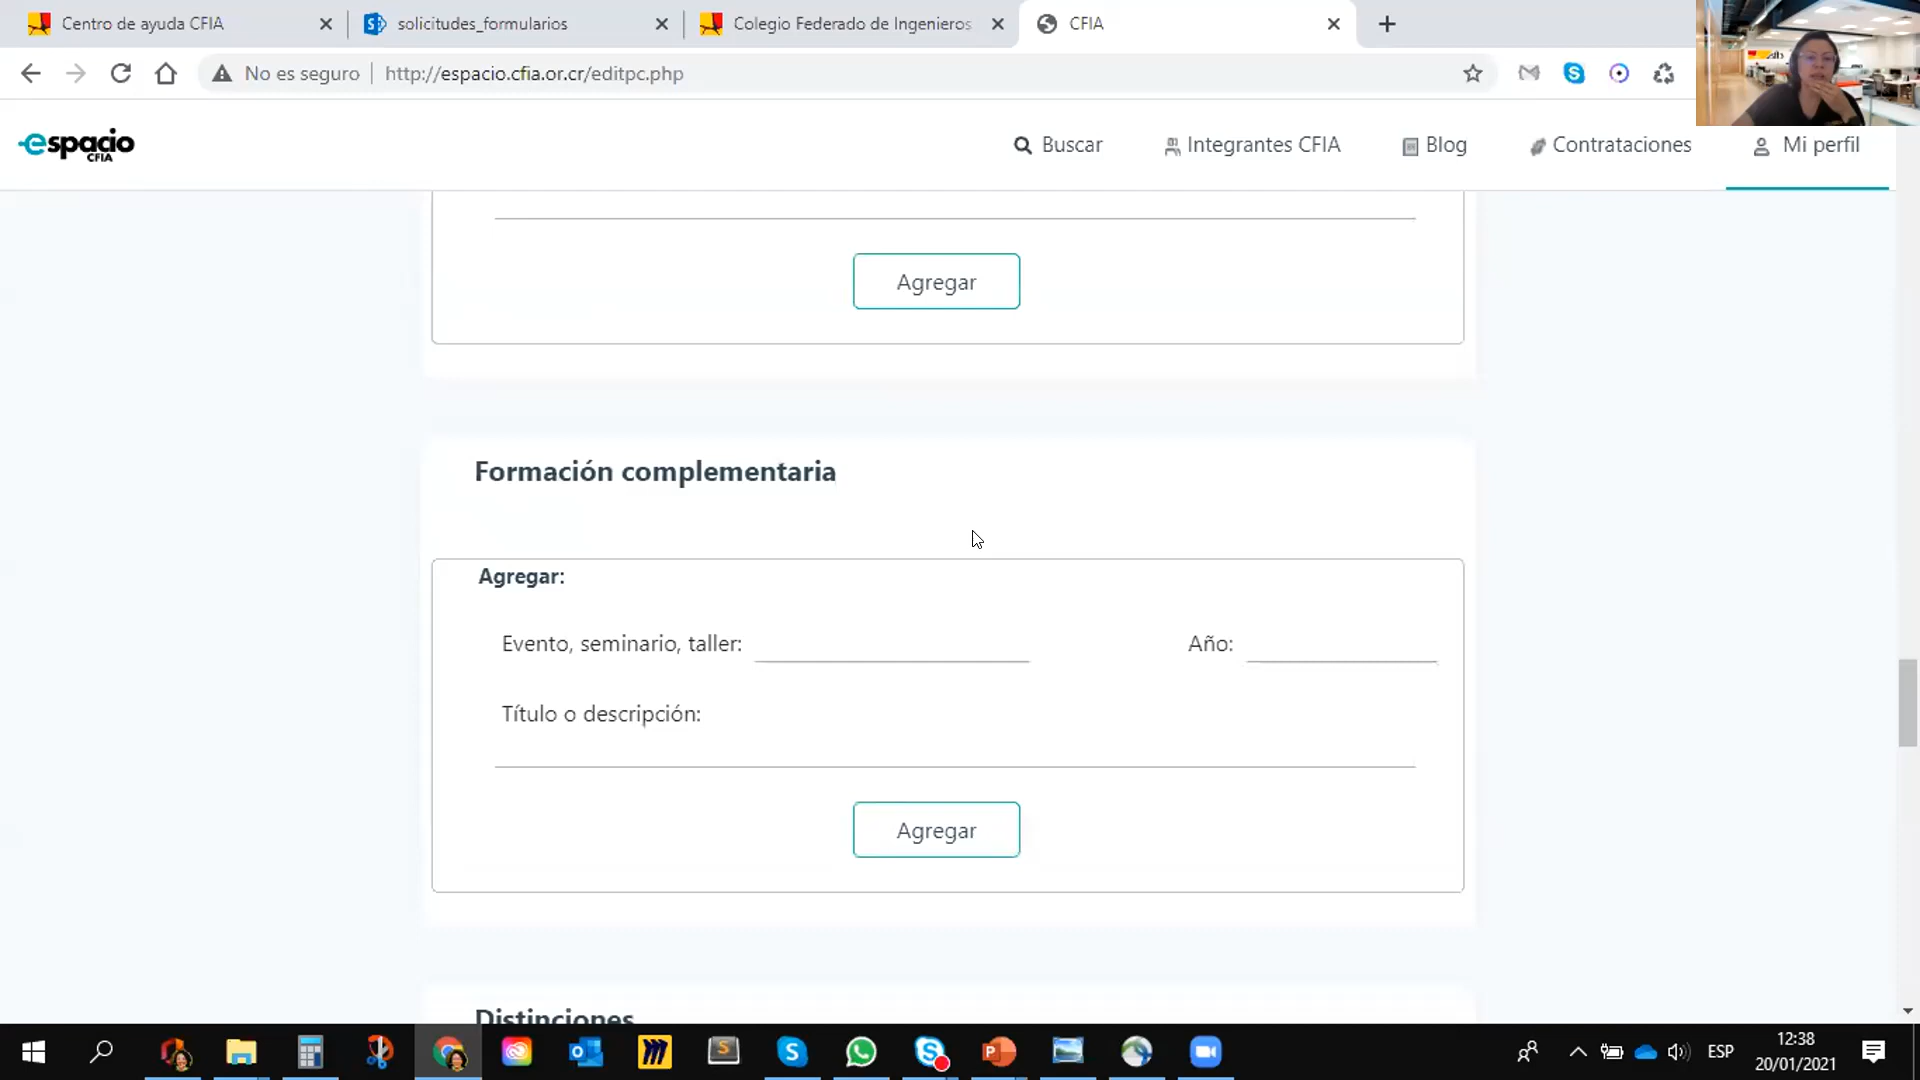 Centro de ayuda CFIA
solicitudes_formularios
Colegio Federado de Ingenieros
CFIA
No es seguro
http://espacio.cfia.or.cr/editpc.php
espacio
CFIA
Buscar
Integrantes CFIA
Blog
Contrataciones
Mi perfil
Agregar
Formación complementaria
Agregar:
Evento, seminario, taller:
Año:
Título o descripción:
Agregar
Distinciones
ESP
12:38
20/01/2021